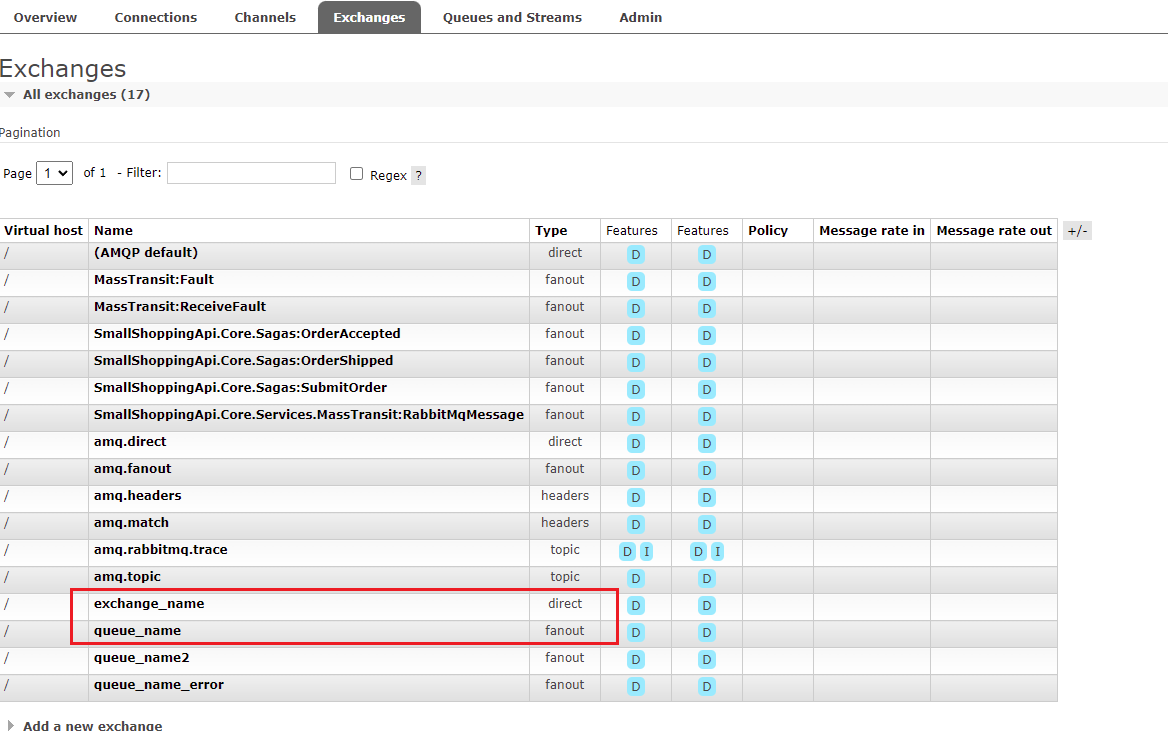 Overview Connections Channels Exchanges Queues and Streams Admin
Exchanges
All exchanges (17)
Pagination
Page 1 of 1 - Filter: Regex ?
Virtual host Name Type Features Features Policy Message rate in Message rate out +/-
/ (AMQP default) direct D D
/ MassTransit:Fault fanout D D
/ MassTransit:ReceiveFault fanout D D
/ SmallShoppingApi.Core.Sagas:OrderAccepted fanout D D
/ SmallShoppingApi.Core.Sagas:OrderShipped fanout D D
/ SmallShoppingApi.Core.Sagas:SubmitOrder fanout D D
/ SmallShoppingApi.Core.Services.MassTransit:RabbitMqMessage fanout D D
/ amq.direct direct D D
/ amq.fanout fanout D D
/ amq.headers headers D D
/ amq.match headers D D
/ amq.rabbitmq.trace topic D I D I
/ amq.topic topic D D
/ exchange_name direct D D
/ queue_name fanout D D
/ queue_name2 fanout D D
/ queue_name_error fanout D D
Add a new exchange